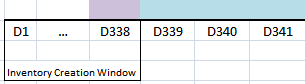 D1 ... D338 D339 D340 D341
Inventory Creation Window